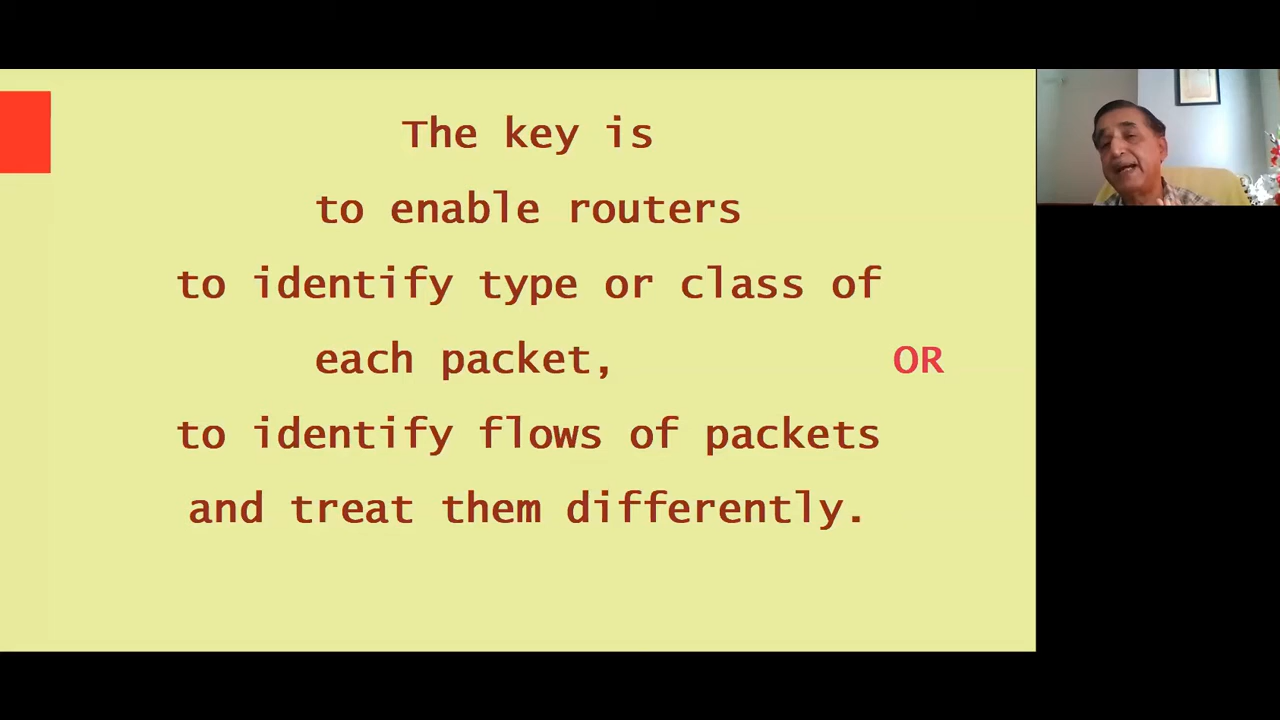 The key is
to enable routers
to identify type or class of
each packet, OR
to identify flows of packets
and treat them differently.